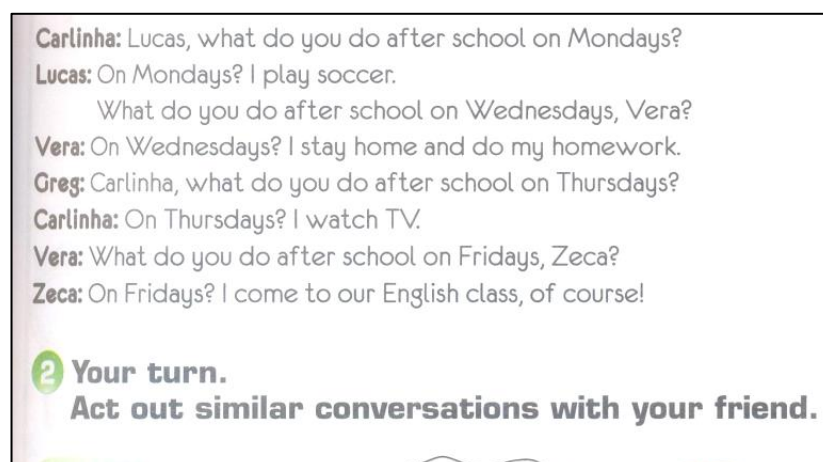 Carlinha: Lucas, what do you do after school on Mondays?
Lucas: On Mondays? I play soccer.
What do you do after school on Wednesdays, Vera?
Vera: On Wednesdays? I stay home and do my homework.
Greg: Carlinha, what do you do after school on Thursdays?
Carlinha: On Thursdays? I watch TV.
Vera: What do you do after school on Fridays, Zeca?
Zeca: On Fridays? I come to our English class, of course!
2 Your turn.
Act out similar conversations with your friend.